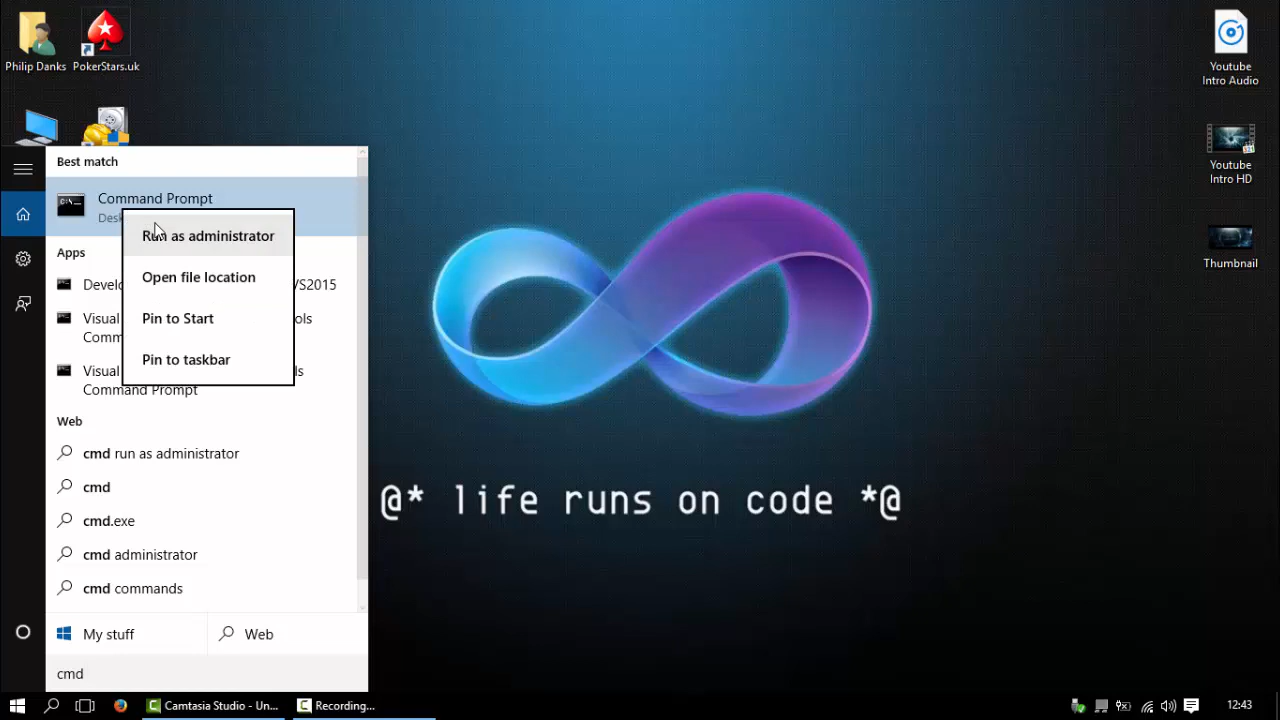 Philip Danks
PokerStars.uk
Youtube
Intro Audio
Youtube
Intro HD
Thumbnail
Best match
Command Prompt
Desk
Run as administrator
Open file location
Pin to Start
Pin to taskbar
Apps
VS2015
Visual
Visual
Command Prompt
Web
cmd run as administrator
cmd
cmd.exe
cmd administrator
cmd commands
My stuff
Web
cmd
@* life runs on code *@
Camtasia Studio - Un...
Recording...
12:43